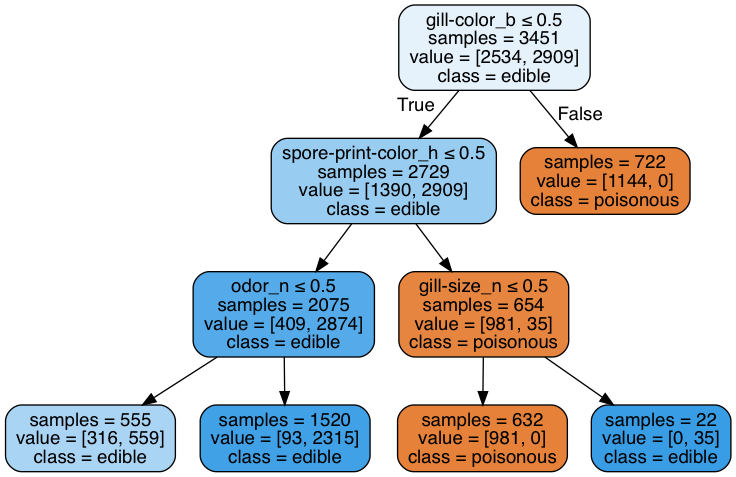 gill-color_b ≤ 0.5
samples = 3451
value = [2534, 2909]
class = edible
True
False
spore-print-color_h ≤ 0.5
samples = 2729
value = [1390, 2909]
class = edible
samples = 722
value = [1144, 0]
class = poisonous
odor_n ≤ 0.5
samples = 2075
value = [409, 2874]
class = edible
gill-size_n ≤ 0.5
samples = 654
value = [981, 35]
class = poisonous
samples = 555
value = [316, 559]
class = edible
samples = 1520
value = [93, 2315]
class = edible
samples = 632
value = [981, 0]
class = poisonous
samples = 22
value = [0, 35]
class = edible